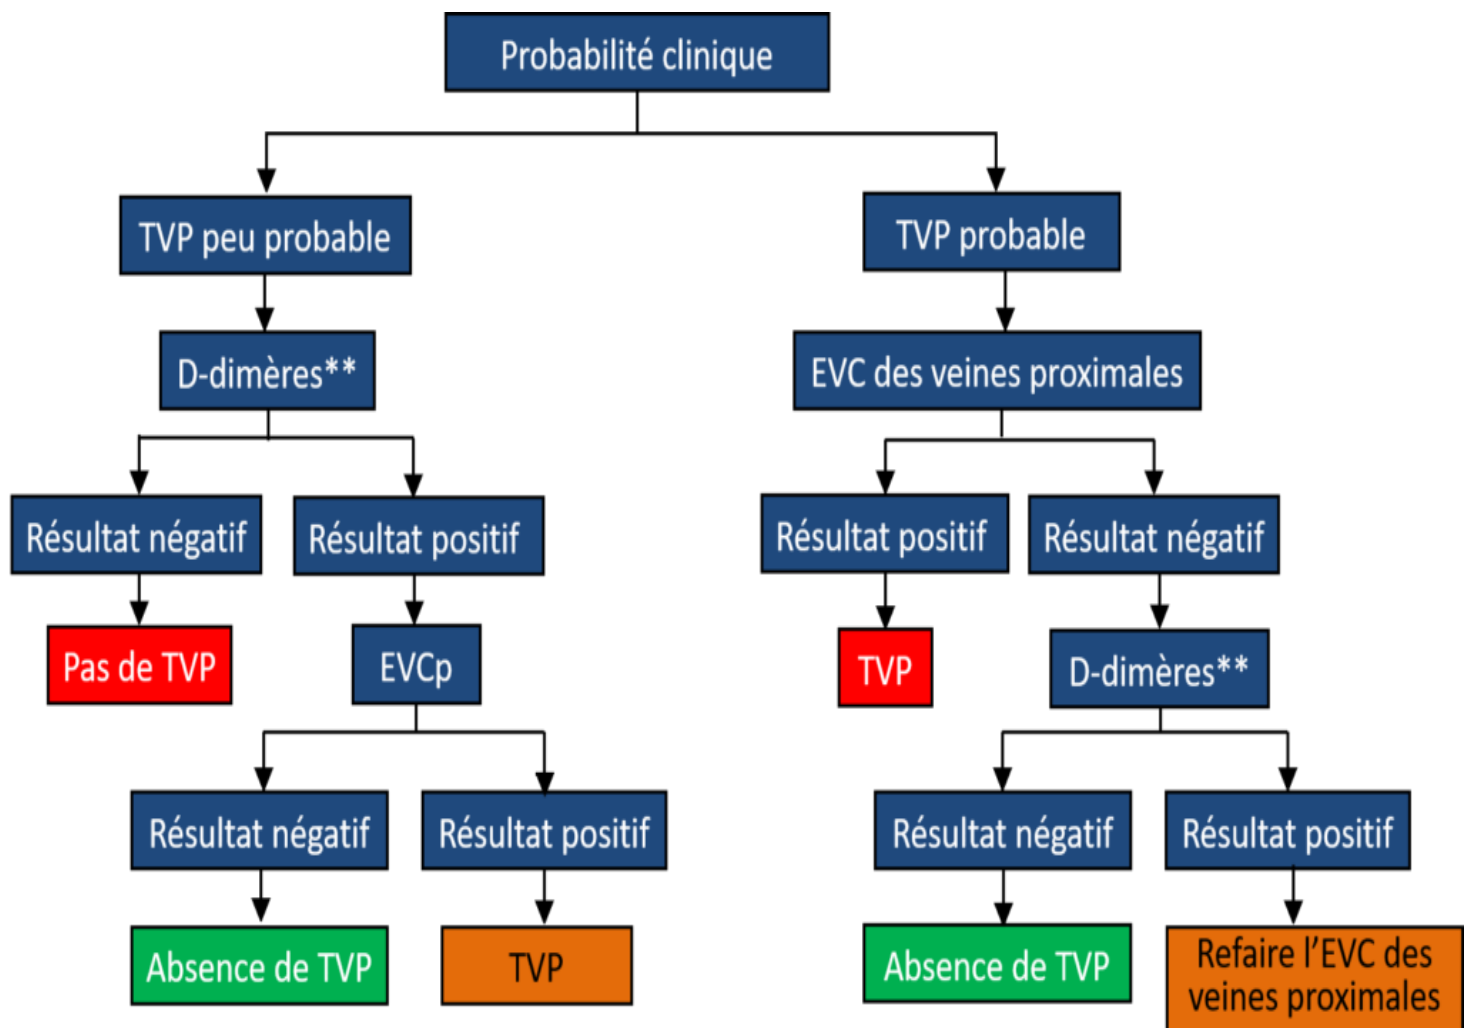 Probabilité clinique
TVP peu probable
TVP probable
D-dimères**
EVC des veines proximales
Résultat négatif
Résultat positif
Résultat positif
Résultat négatif
Pas de TVP
EVCp
TVP
D-dimères**
Résultat négatif
Résultat positif
Résultat négatif
Résultat positif
Absence de TVP
TVP
Absence de TVP
Refaire l’EVC des
veines proximales